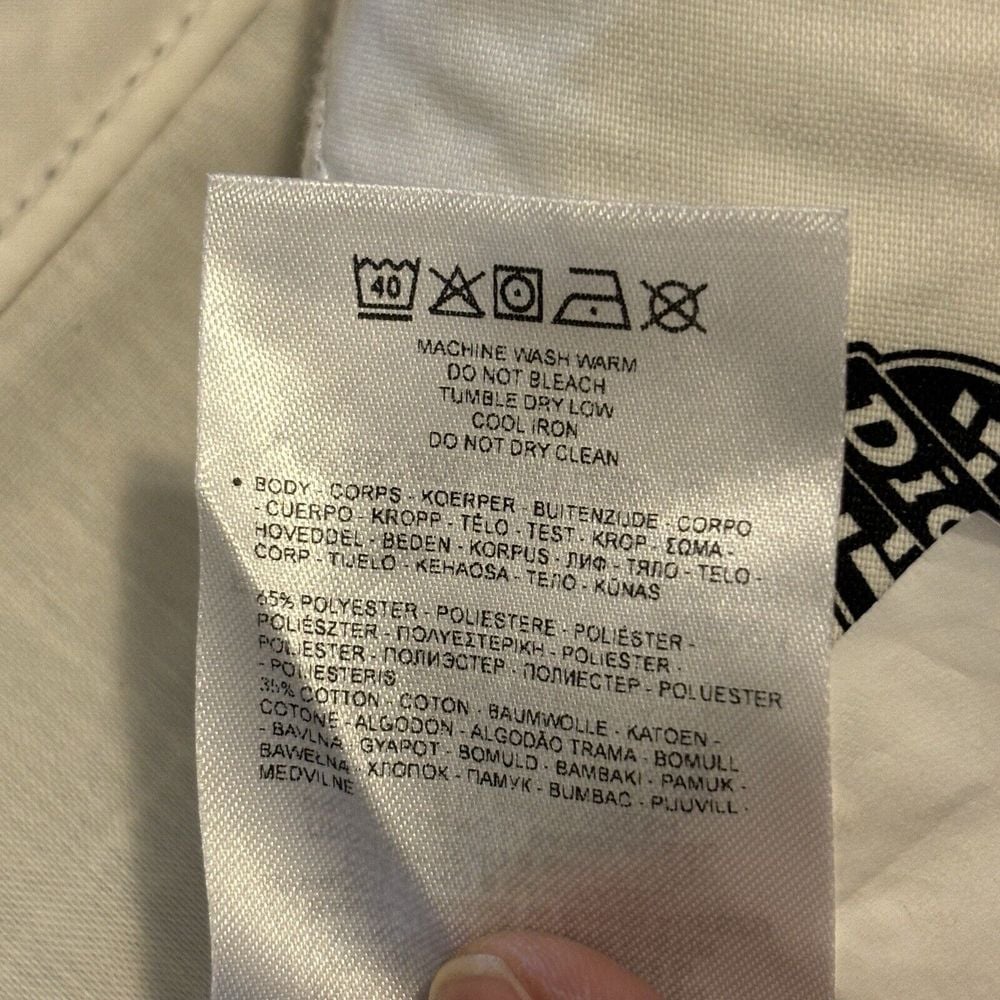 40
MACHINE WASH WARM
DO NOT BLEACH
TUMBLE DRY LOW
COOL IRON
DO NOT DRY CLEAN
• BODY - CORPS - KOERPER - BUITENZIJDE - CORPO
- CUERPO - KROPP - TĚLO - TEST - KROP - ΣΩΜΑ -
HOVEDDEL - BEDEN - KORPUS - ЛИФ - ТЯЛО - TELO -
CORP - TIJELO - KEHAOSA - ТЕЛО - KŪNAS
65% POLYESTER - POLIESTERE - POLIÉSTER -
POLIÉSZTER - ΠΟΛΥΕΣΤΕΡΙΚΗ - POLIESTER -
POLIESTER - ПОЛИЭСТЕР - ПОЛИЕСТЕР - POLUESTER
- POLIESTERIS
35% COTTON - COTON - BAUMWOLLE - KATOEN -
COTONE - ALGODON - ALGODÃO TRAMA - BOMULL
- BAVLNA - GYAPOT - BOMULD - BAMBAKI - PAMUK -
BAWEŁNA - ХЛОПОК - ПАМУК - BUMBAC - PUUVILL -
MEDVILNE